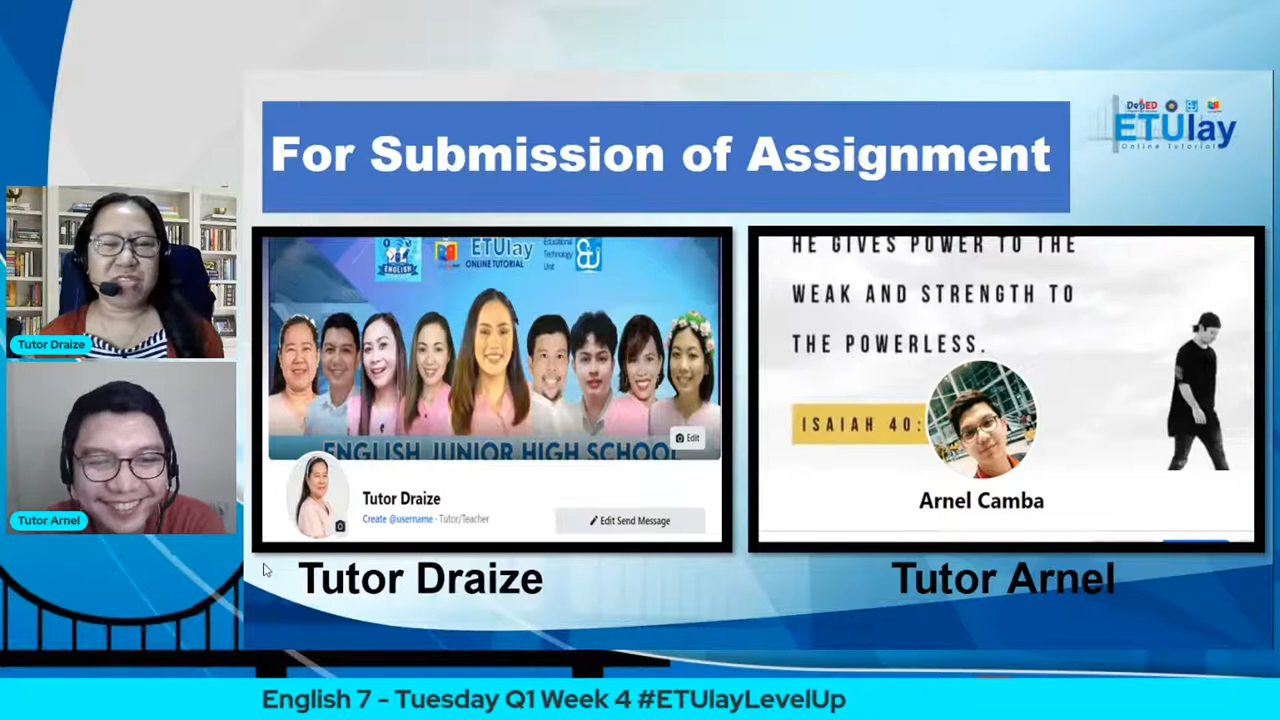 For Submission of Assignment
DepED
ETUlay
Online Tutorial
Tutor Draize
Tutor Arnel
ENGLISH
ETUlay
ONLINE TUTORIAL
Educational
Technology
Unit
ENGLISH JUNIOR HIGH SCHOOL
Edit
Tutor Draize
Create @username · Tutor/Teacher
Edit Send Message
HE GIVES POWER TO THE
WEAK AND STRENGTH TO
THE POWERLESS.
ISAIAH 40:
Arnel Camba
Tutor Draize
Tutor Arnel
English 7 - Tuesday Q1 Week 4 #ETUlayLevelUp